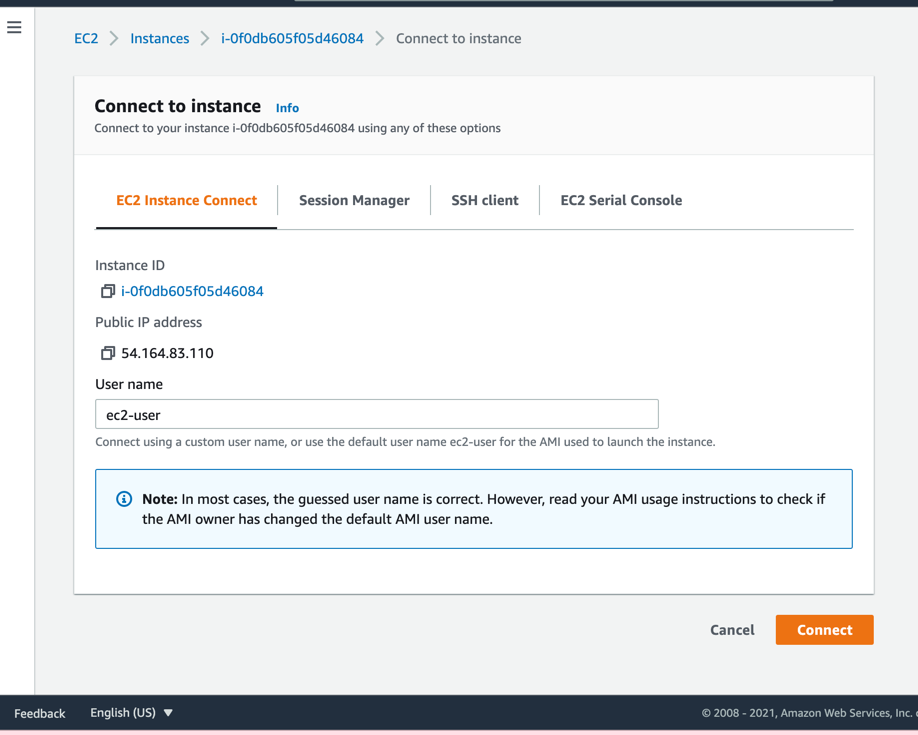 EC2 Instances i-0f0db605f05d46084 Connect to instance
Connect to instance Info
Connect to your instance i-0f0db605f05d46084 using any of these options
EC2 Instance Connect Session Manager SSH client EC2 Serial Console
Instance ID
i-0f0db605f05d46084
Public IP address
54.164.83.110
User name
ec2-user
Connect using a custom user name, or use the default user name ec2-user for the AMI used to launch the instance.
Note: In most cases, the guessed user name is correct. However, read your AMI usage instructions to check if
the AMI owner has changed the default AMI user name.
Cancel Connect
Feedback English (US) © 2008 - 2021, Amazon Web Services, Inc.